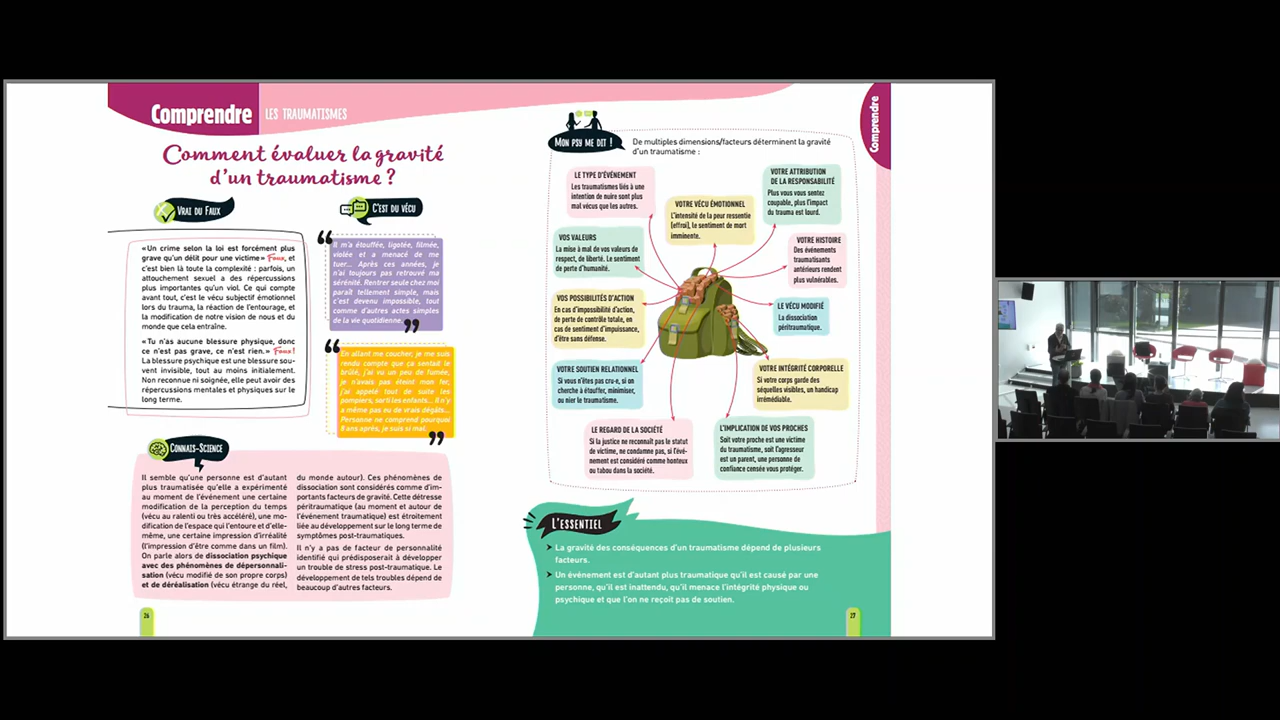 Comprendre LES TRAUMATISMES
Comment évaluer la gravité
d'un traumatisme ?
VRAI DU FAUX
«Un crime selon la loi est forcément plus
grave qu'un délit pour une victime» Faux, et
c'est bien là toute la complexité : parfois, un
attouchement sexuel a des répercussions
plus importantes qu'un viol. Ce qui compte
avant tout, c'est le vécu subjectif émotionnel
lors du trauma, la réaction de l'entourage, et
la modification de notre vision de nous et du
monde que cela entraîne.
«Tu n'as aucune blessure physique, donc
ce n'est pas grave, ce n'est rien.» Faux !
La blessure psychique est une blessure sou-
vent invisible, tout au moins initialement.
Non reconnue ni soignée, elle peut avoir des
répercussions mentales et physiques sur le
long terme.
C'EST DU VÉCU
Il m'a étouffée, ligotée, filmée,
violée et a menacé de me
tuer... Après ces années, je
n'ai toujours pas retrouvé ma
sérénité. Rentrer seule chez moi
paraît tellement simple, mais
c'est devenu impossible, tout
comme d'autres actes simples
de la vie quotidienne.
En allant me coucher, je me suis
rendu compte que ça sentait le
brûlé, j'ai vu un peu de fumée,
je n'avais pas éteint mon fer,
j'ai appelé tout de suite les
pompiers, sorti les enfants... Il n'y
a même pas eu de vrais dégâts...
Personne ne comprend pourquoi
8 ans après, je suis si mal.
CONNAIS-SCIENCE
Il semble qu'une personne est d'autant
plus traumatisée qu'elle a expérimenté
au moment de l'événement une certaine
modification de la perception du temps
(vécu au ralenti ou très accéléré), une mo-
dification de l'espace qui l'entoure et d'elle-
même, une certaine impression d'irréalité
(l'impression d'être comme dans un film).
On parle alors de dissociation psychique
avec des phénomènes de dépersonnali-
sation (vécu modifié de son propre corps)
et de déréalisation (vécu étrange du réel,
du monde autour). Ces phénomènes de
dissociation sont considérés comme d'im-
portants facteurs de gravité. Cette détresse
péritraumatique (au moment et autour de
l'événement traumatique) est étroitement
liée au développement sur le long terme de
symptômes post-traumatiques.
Il n'y a pas de facteur de personnalité
identifié qui prédisposerait à développer
un trouble de stress post-traumatique. Le
développement de tels troubles dépend de
beaucoup d'autres facteurs.
26
Comprendre
MON PSY ME DIT !
De multiples dimensions/facteurs déterminent la gravité
d'un traumatisme :
LE TYPE D'ÉVÉNEMENT
Les traumatismes liés à une
intention de nuire sont plus
mal vécus que les autres.
VOTRE VÉCU ÉMOTIONNEL
L'intensité de la peur ressentie
(effroi), le sentiment de mort
imminente.
VOTRE ATTRIBUTION
DE LA RESPONSABILITÉ
Plus vous vous sentez
coupable, plus l'impact
du trauma est lourd.
VOS VALEURS
La mise à mal de vos valeurs de
respect, de liberté. Le sentiment
de perte d'humanité.
VOTRE HISTOIRE
Des événements
traumatisants
antérieurs rendent
plus vulnérables.
VOS POSSIBILITÉS D'ACTION
En cas d'impossibilité d'action,
de perte de contrôle totale, en
cas de sentiment d'impuissance,
d'être sans défense.
LE VÉCU MODIFIÉ
La dissociation
péritraumatique.
VOTRE SOUTIEN RELATIONNEL
Si vous n'êtes pas cru·e, si on
cherche à étouffer, minimiser,
ou nier le traumatisme.
VOTRE INTÉGRITÉ CORPORELLE
Si votre corps garde des
séquelles visibles, un handicap
irrémédiable.
LE REGARD DE LA SOCIÉTÉ
Si la justice ne reconnaît pas le statut
de victime, ne condamne pas, si l'évé-
nement est considéré comme honteux
ou tabou dans la société.
L'IMPLICATION DE VOS PROCHES
Soit votre proche est une victime
du traumatisme, soit l'agresseur
est un parent, une personne de
confiance censée vous protéger.
L'ESSENTIEL
➤ La gravité des conséquences d'un traumatisme dépend de plusieurs
facteurs.
➤ Un événement est d'autant plus traumatique qu'il est causé par une
personne, qu'il est inattendu, qu'il menace l'intégrité physique ou
psychique et que l'on ne reçoit pas de soutien.
27